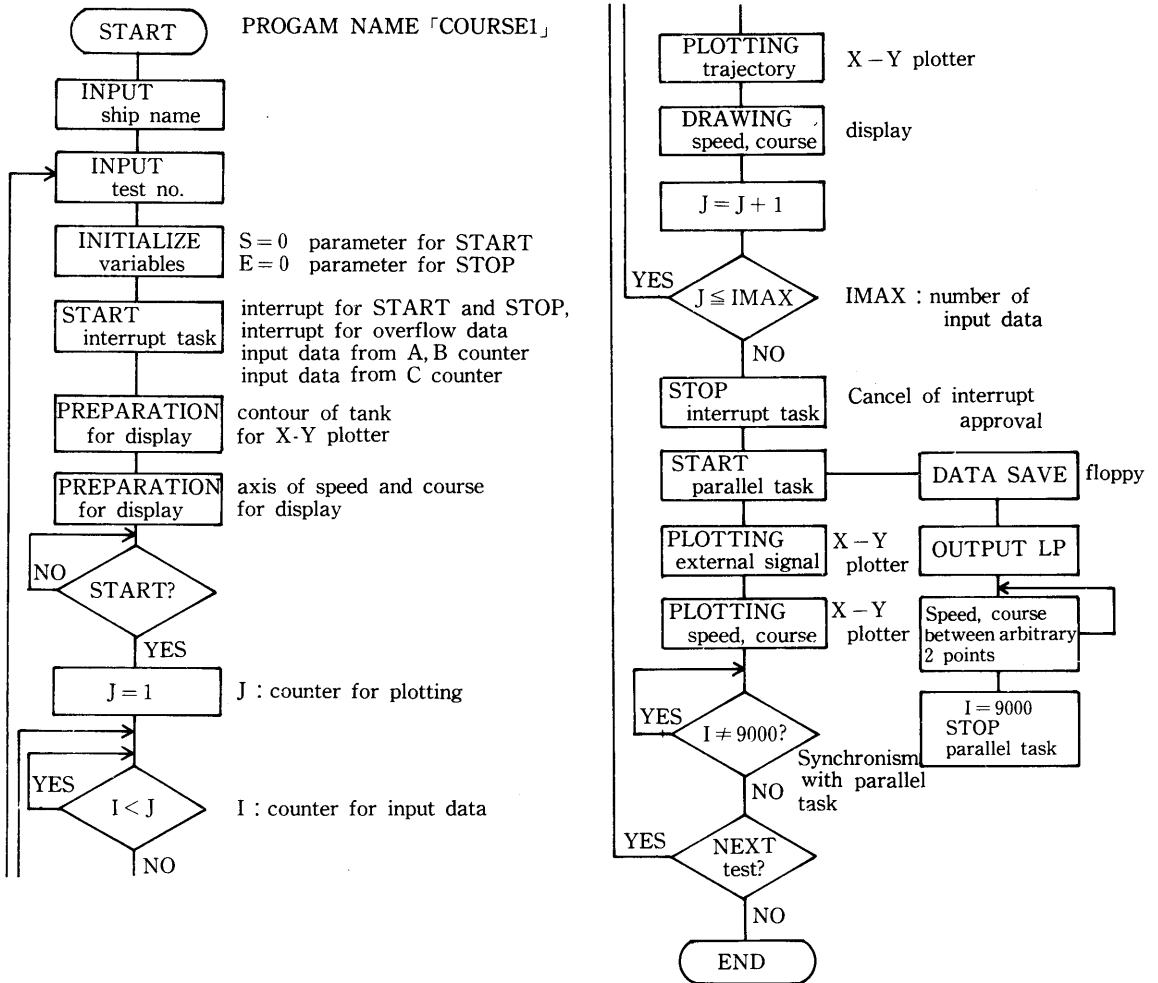 START
PROGAM NAME「COURSE1」
INPUT
ship name
INPUT
test no.
INITIALIZE
variables
S = 0 parameter for START
E = 0 parameter for STOP
START
interrupt task
interrupt for START and STOP,
interrupt for overflow data
input data from A, B counter
input data from C counter
PREPARATION
for display
contour of tank
for X-Y plotter
PREPARATION
for display
axis of speed and course
for display
NO
START?
YES
J = 1
J : counter for plotting
YES
I < J
I : counter for input data
NO
PLOTTING
trajectory
X – Y plotter
DRAWING
speed, course
display
J = J + 1
YES
J ≦ IMAX
IMAX : number of
input data
NO
STOP
interrupt task
Cancel of interrupt
approval
START
parallel task
DATA SAVE
floppy
PLOTTING
external signal
X – Y
plotter
OUTPUT LP
PLOTTING
speed, course
X – Y
plotter
Speed, course
between arbitrary
2 points
YES
I ≠ 9000?
I = 9000
STOP
parallel task
Synchronism
with parallel
task
NO
YES
NEXT
test?
NO
END